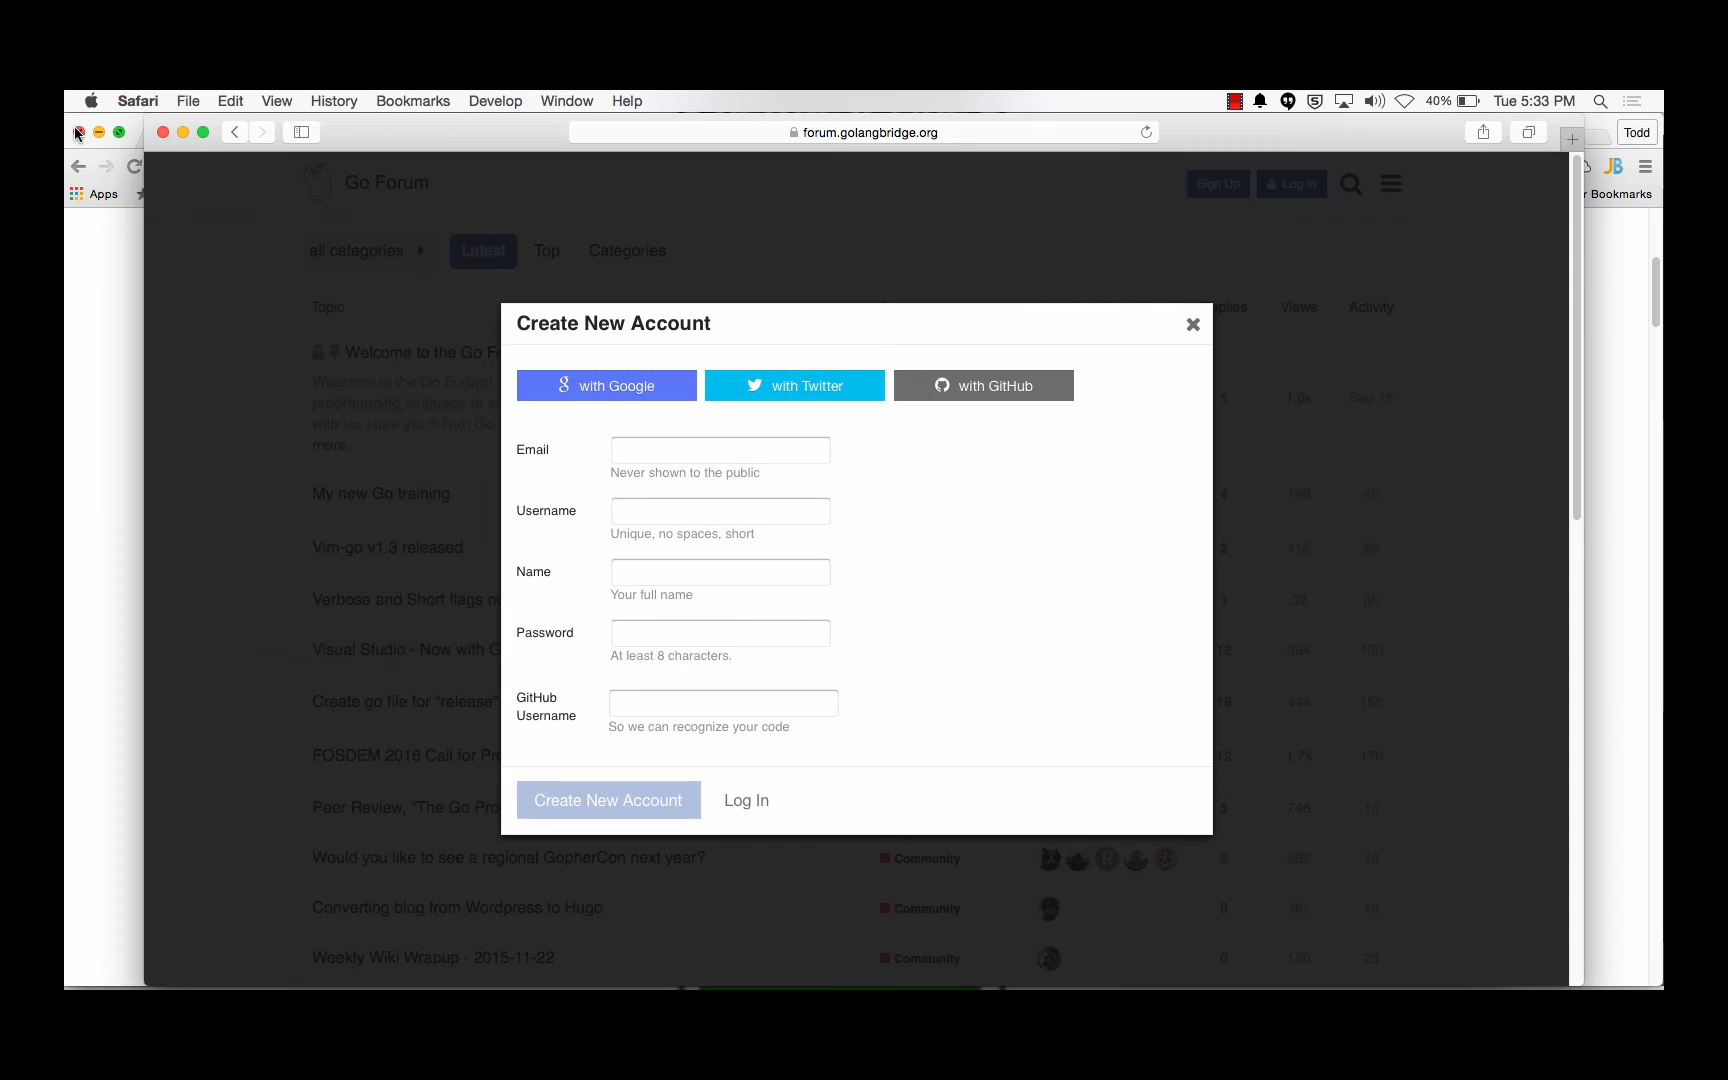 Safari File Edit View History Bookmarks Develop Window Help
40% Tue 5:33 PM
forum.golangbridge.org
Todd
JB
Apps
r Bookmarks
Go Forum
Sign Up Log In
all categories Latest Top Categories
Topic plies Views Activity
Create New Account
with Google with Twitter with GitHub
Email
Never shown to the public
Username
Unique, no spaces, short
Name
Your full name
Password
At least 8 characters.
GitHub
Username
So we can recognize your code
Create New Account Log In
Welcome to the Go Fo
Welcome to the Go Forum!
programming language or
with us. Here you'll find: Go
more
1 1.0k Sep 15
My new Go training 4 196 4h
Vim-go v1.3 released 2 112 5h
Verbose and Short flags 1 32 8h
Visual Studio - Now with G 12 394 13h
Create go file for "release" 19 444 16h
FOSDEM 2016 Call for Pr 12 1.7k 17h
Peer Review, "The Go Pro 5 746 1d
Would you like to see a regional GopherCon next year? Community 682 1d
Converting blog from Wordpress to Hugo Community 0 90 1d
Weekly Wiki Wrapup - 2015-11-22 Community 0 120 2d